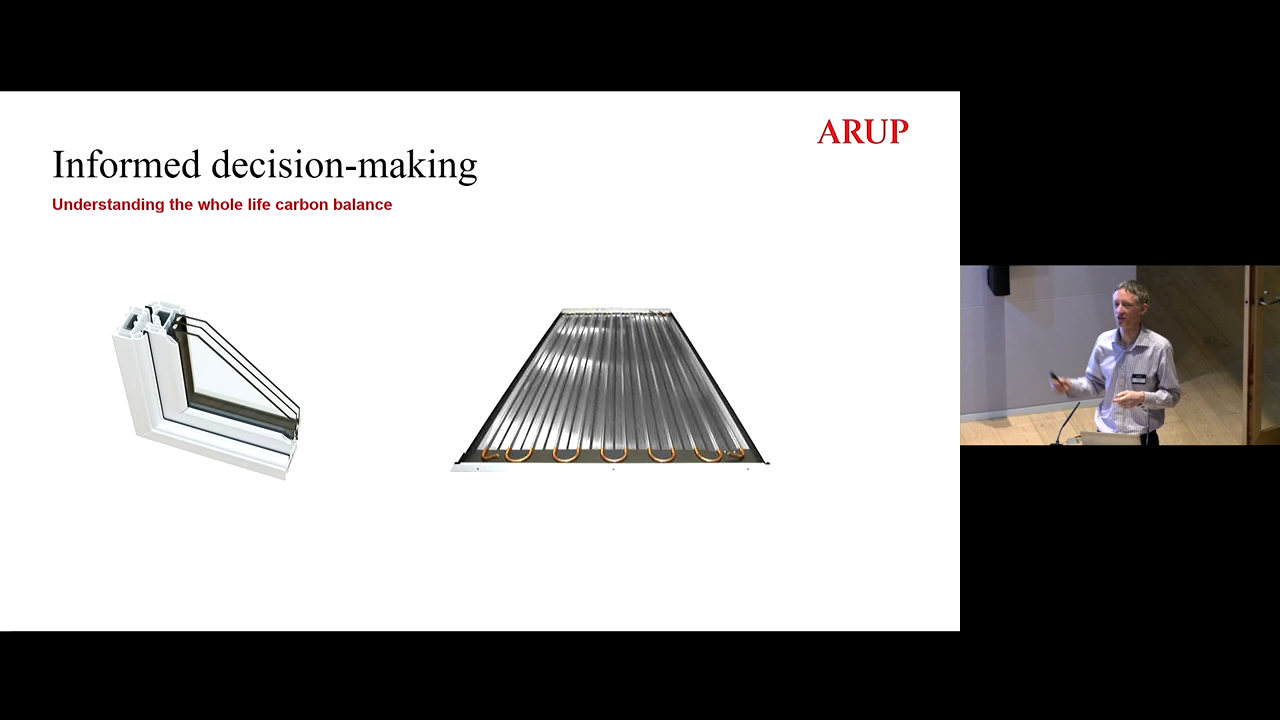 ARUP
Informed decision-making
Understanding the whole life carbon balance